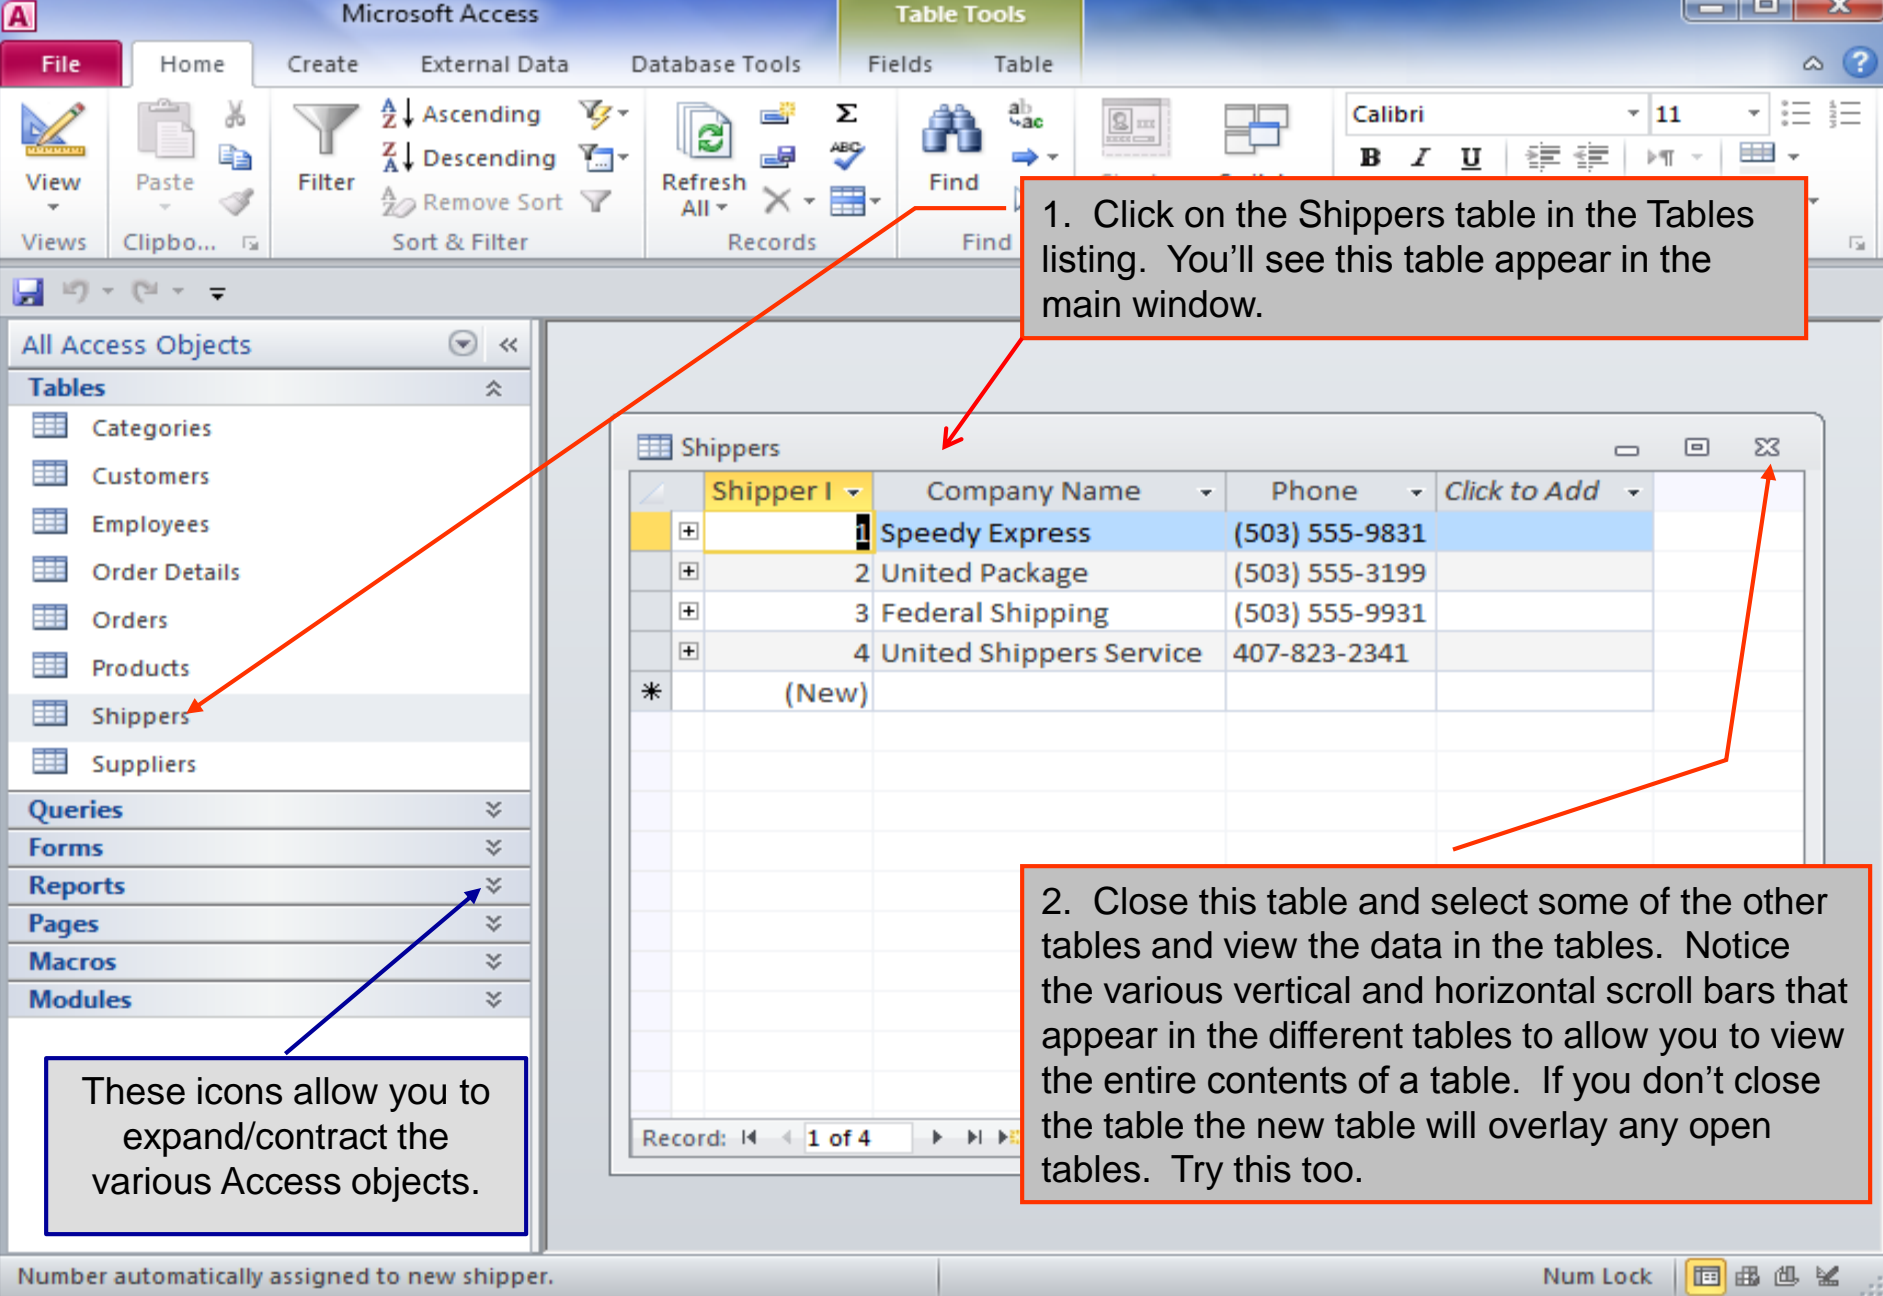 Microsoft Access
Table Tools
File
Home
Create
External Data
Database Tools
Fields
Table
View
Paste
Filter
Ascending
Descending
Remove Sort
Refresh
All
Find
Calibri
11
B I U
Views
Clipbo...
Sort & Filter
Records
Find
1.  Click on the Shippers table in the Tables
listing.  You'll see this table appear in the
main window.
All Access Objects
Tables
Categories
Customers
Employees
Order Details
Orders
Products
Shippers
Suppliers
Queries
Forms
Reports
Pages
Macros
Modules
Shippers
Shipper I Company Name Phone Click to Add
1 Speedy Express (503) 555-9831
2 United Package (503) 555-3199
3 Federal Shipping (503) 555-9931
4 United Shippers Service 407-823-2341
(New)
Record: 1 of 4
2.  Close this table and select some of the other
tables and view the data in the tables.  Notice
the various vertical and horizontal scroll bars that
appear in the different tables to allow you to view
the entire contents of a table.  If you don't close
the table the new table will overlay any open
tables.  Try this too.
These icons allow you to
expand/contract the
various Access objects.
Number automatically assigned to new shipper.
Num Lock